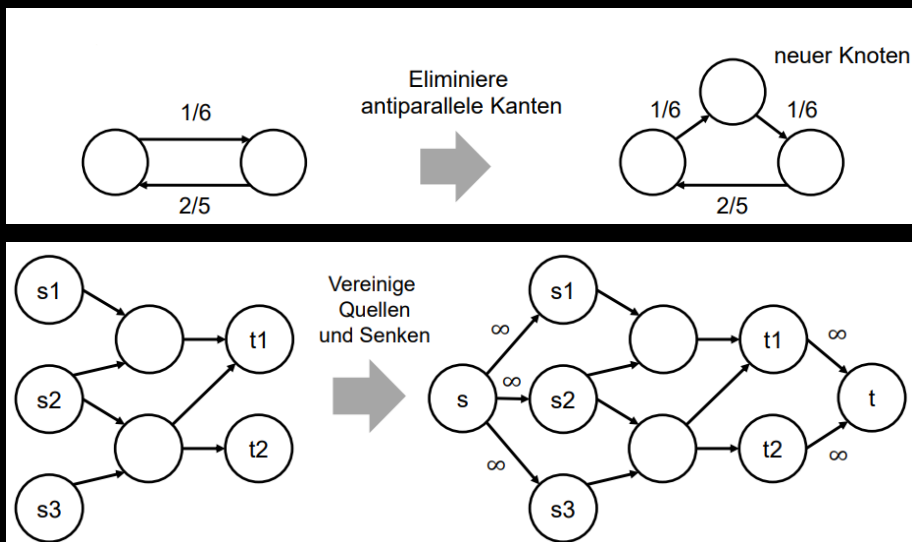 neuer Knoten
Eliminiere
antiparallele Kanten
1/6
2/5
1/6
1/6
2/5
s1
s2
s3
t1
t2
Vereinige
Quellen
und Senken
s
∞
∞
∞
s1
s2
s3
t1
t2
∞
∞
t